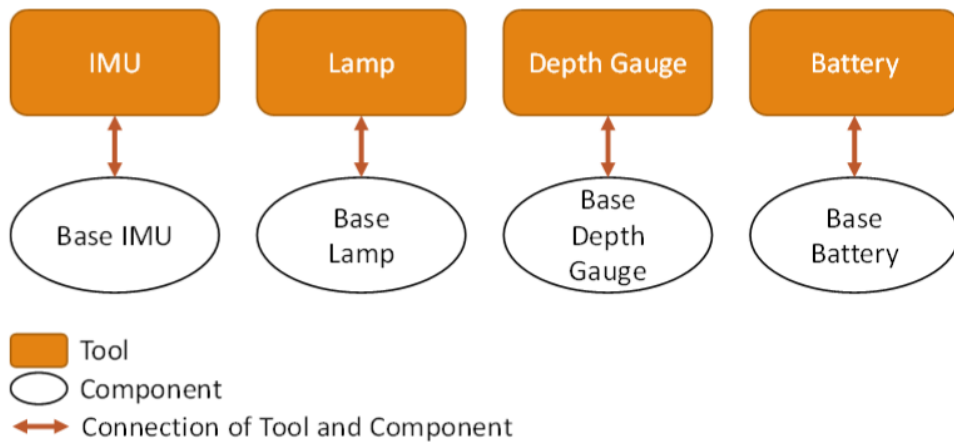 IMU
Lamp
Depth Gauge
Battery
Base IMU
Base
Lamp
Base
Depth
Gauge
Base
Battery
Tool
Component
Connection of Tool and Component